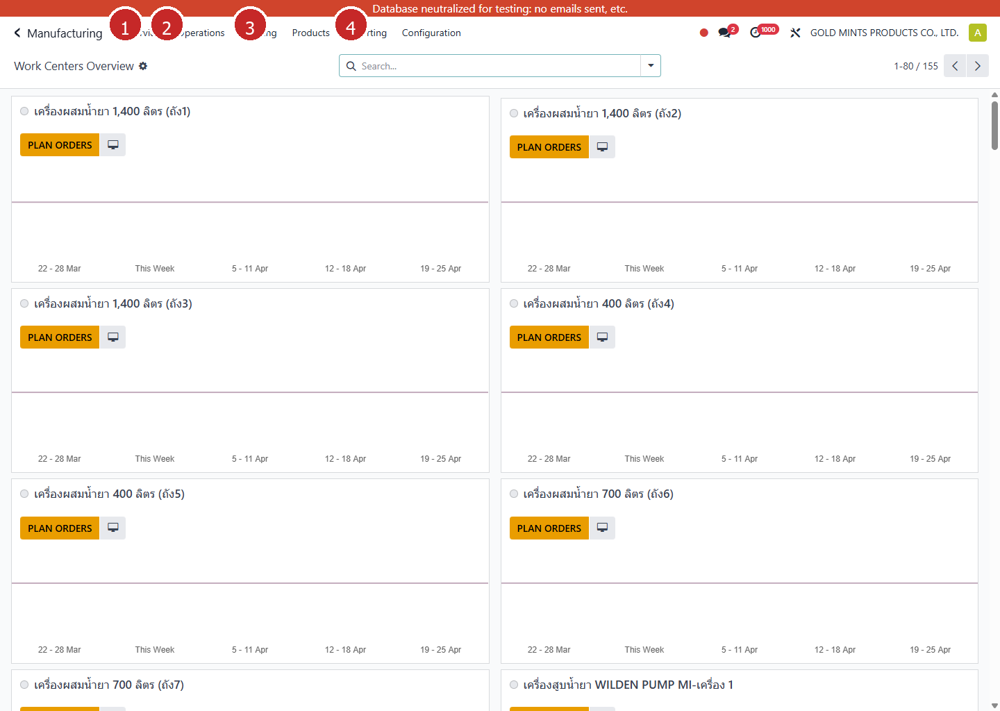 Database neutralized for testing: no emails sent, etc.
Manufacturing 1 2 Operations 3 Products 4 Configuration 2 1000 GOLD MINTS PRODUCTS CO., LTD. A
Work Centers Overview Search... 1-80 / 155
เครื่องผสมน้ำยา 1,400 ลิตร (ถัง1)
PLAN ORDERS
22 - 28 Mar This Week 5 - 11 Apr 12 - 18 Apr 19 - 25 Apr
เครื่องผสมน้ำยา 1,400 ลิตร (ถัง2)
PLAN ORDERS
22 - 28 Mar This Week 5 - 11 Apr 12 - 18 Apr 19 - 25 Apr
เครื่องผสมน้ำยา 1,400 ลิตร (ถัง3)
PLAN ORDERS
22 - 28 Mar This Week 5 - 11 Apr 12 - 18 Apr 19 - 25 Apr
เครื่องผสมน้ำยา 400 ลิตร (ถัง4)
PLAN ORDERS
22 - 28 Mar This Week 5 - 11 Apr 12 - 18 Apr 19 - 25 Apr
เครื่องผสมน้ำยา 400 ลิตร (ถัง5)
PLAN ORDERS
22 - 28 Mar This Week 5 - 11 Apr 12 - 18 Apr 19 - 25 Apr
เครื่องผสมน้ำยา 700 ลิตร (ถัง6)
PLAN ORDERS
22 - 28 Mar This Week 5 - 11 Apr 12 - 18 Apr 19 - 25 Apr
เครื่องผสมน้ำยา 700 ลิตร (ถัง7)
เครื่องสูบน้ำยา WILDEN PUMP MI-เครื่อง 1